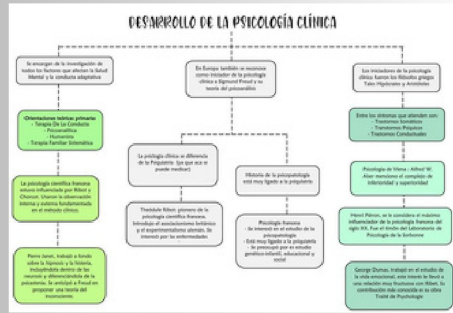 DESARROLLO DE LA PSICOLOGÍA CLÍNICA
Se encargan de la investigación de
todos los factores que afectan la Salud
Mental y la conducta adaptativa
Orientaciones teóricas primarias
- Terapia De La Conducta
- Psicoanalítica
- Humanista
- Terapia Familiar Sistemática
La psicología científica francesa
estuvo influenciada por Ribot y
Charcot. Usaron la observación
interna y externa fundamentada
en el método clínico.
Pierre Janet, trabajó a fondo
sobre la hipnosis y la histeria,
incluyéndola dentro de las
neurosis y diferenciándola de la
psicastenia. Se anticipó a Freud en
proponer una teoría del
inconsciente
En Europa también se reconoce
como iniciador de la psicología
clínica a Sigmund Freud y su
teoría del psicoanálisis
La psicología clínica se diferencia
de la Psiquiatría (ya que esta se
puede medicar)
Theódule Ribot: pionero de la
psicología científica francesa.
Introdujo el asociacionismo británico
y el experimentalismo alemán. Se
interesó por las enfermedades
Historia de la psicopatología
está muy ligada a la psiquiatría
Psicología francesa
- Se interesó en el estudio de la
psicopatología
- Está muy ligada a la psiquiatría
- Se preocupó por el estudio
genético-infantil, educacional y
social
Los iniciadores de la psicología
clínica fueron los filósofos griegos
Tales Hipócrates y Aristóteles
Entre los síntomas que atienden son:
- Trastornos Somáticos
- Trastornos Psíquicos
- Trastornos Conductuales
Psicología de Viena : Alfred W.
Alder mencionó el complejo de
inferioridad y superioridad
Henri Piéron, se le considera el máximo
influenciador de la psicología francesa del
siglo XX. Fue el timón del Laboratorio de
Psicología de la Sorbonne
George Dumas, trabajó en el estudio de
la vida emocional, este interés le llevó a
una relación muy fructuosa con Ribot. Su
contribución más conocida es su obra
Traité de Psychologie